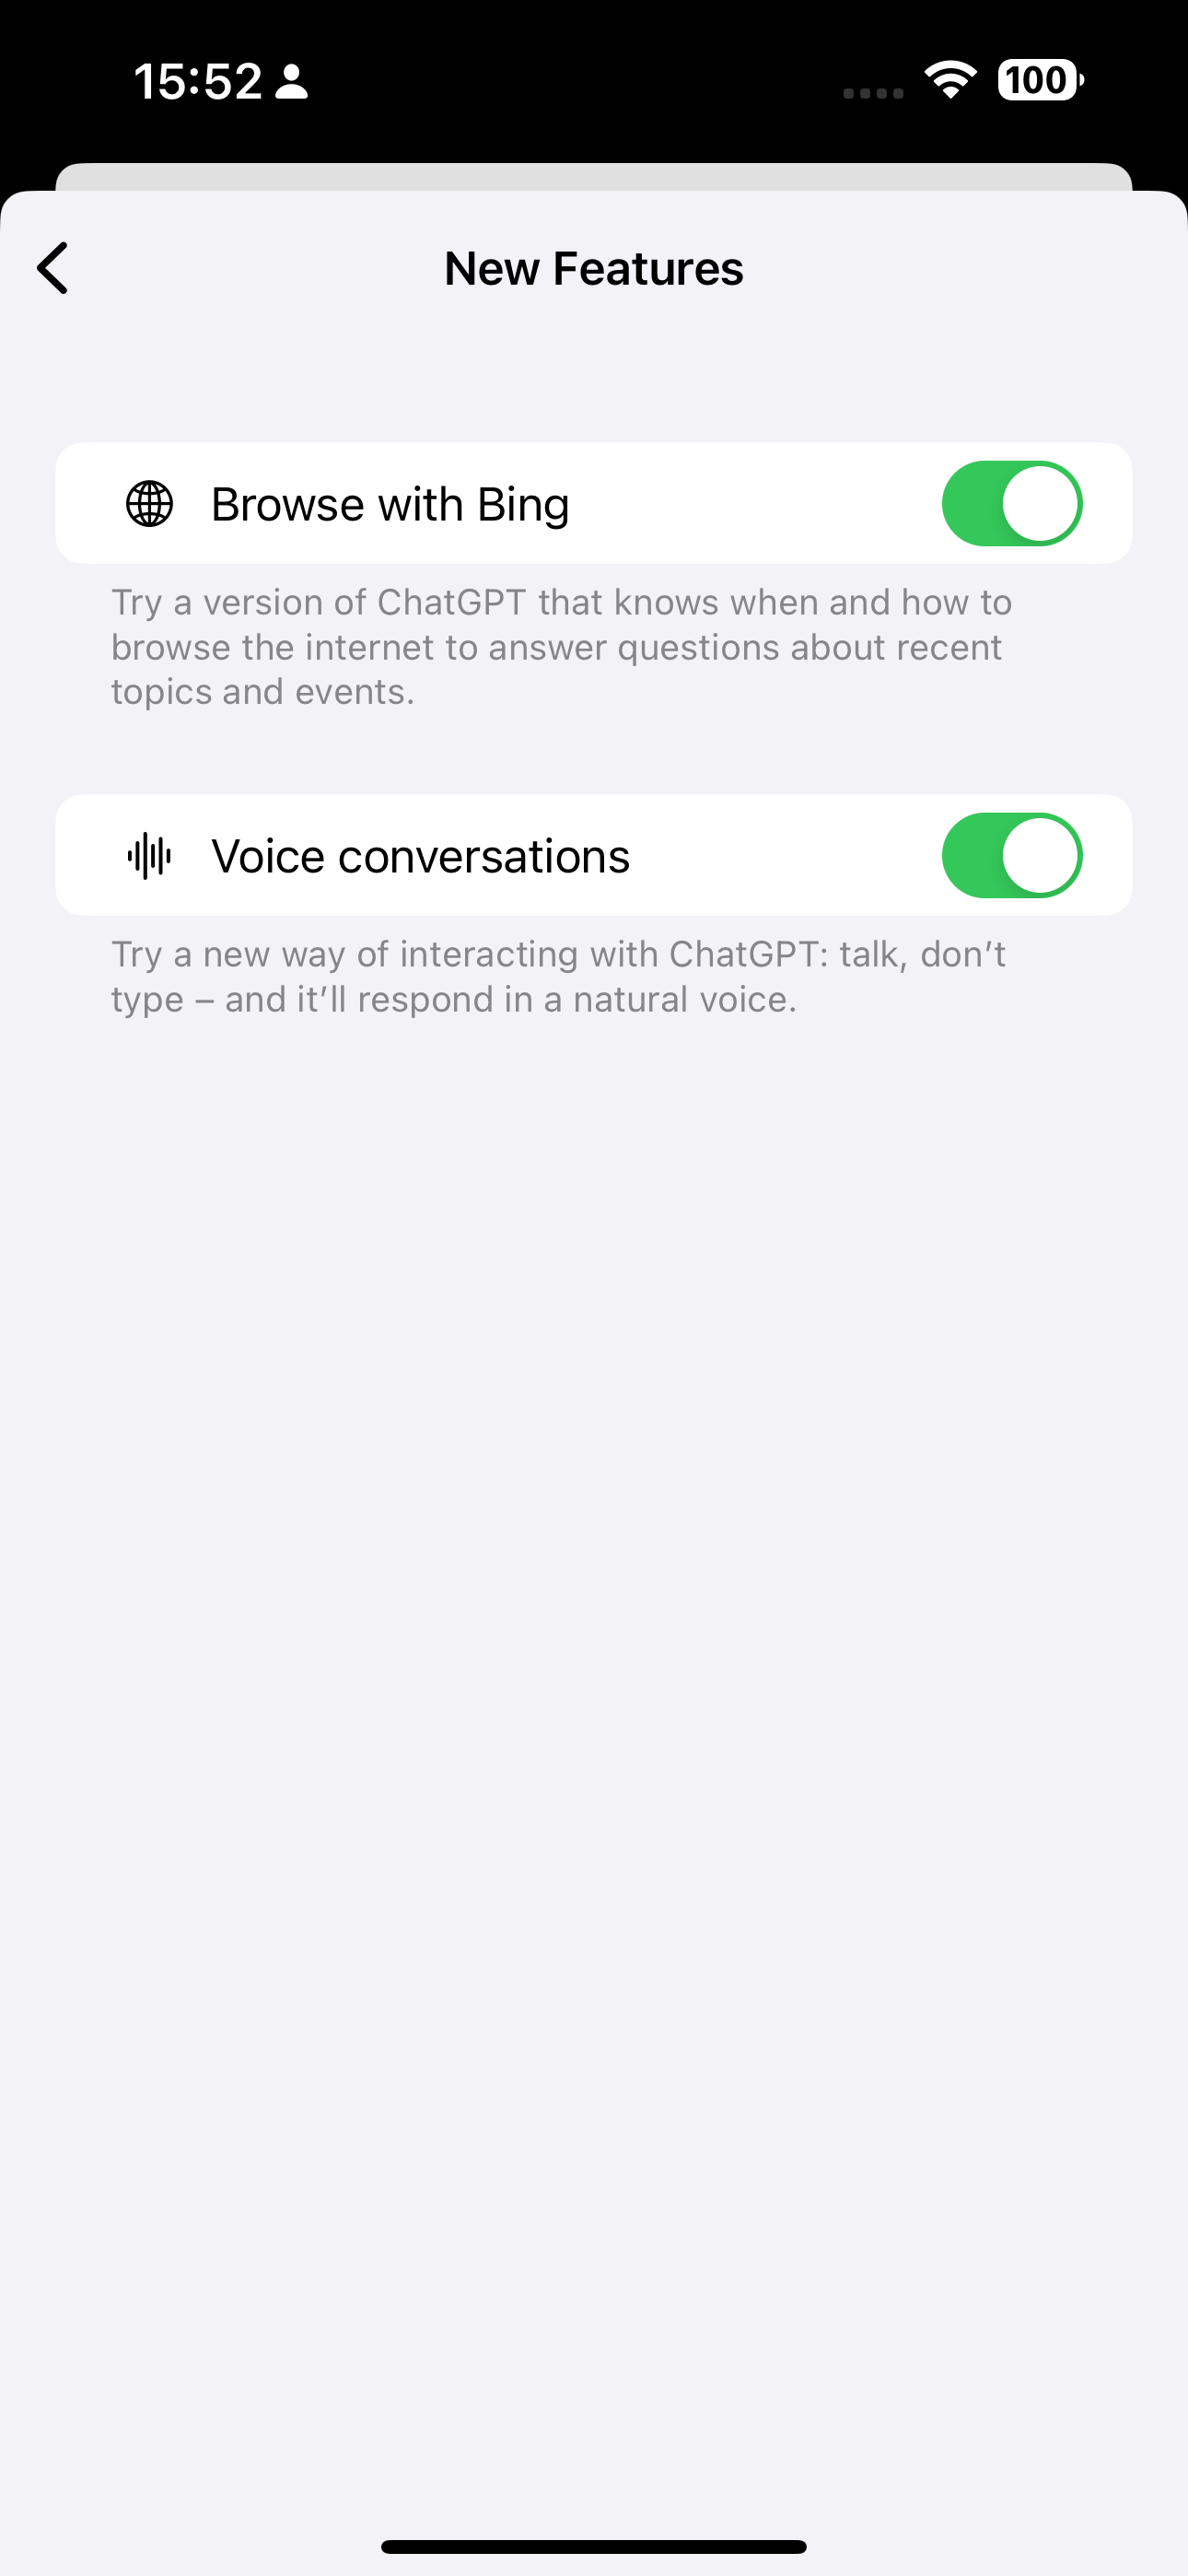 15:52
100
New Features
Browse with Bing
Try a version of ChatGPT that knows when and how to
browse the internet to answer questions about recent
topics and events.
Voice conversations
Try a new way of interacting with ChatGPT: talk, don’t
type – and it’ll respond in a natural voice.